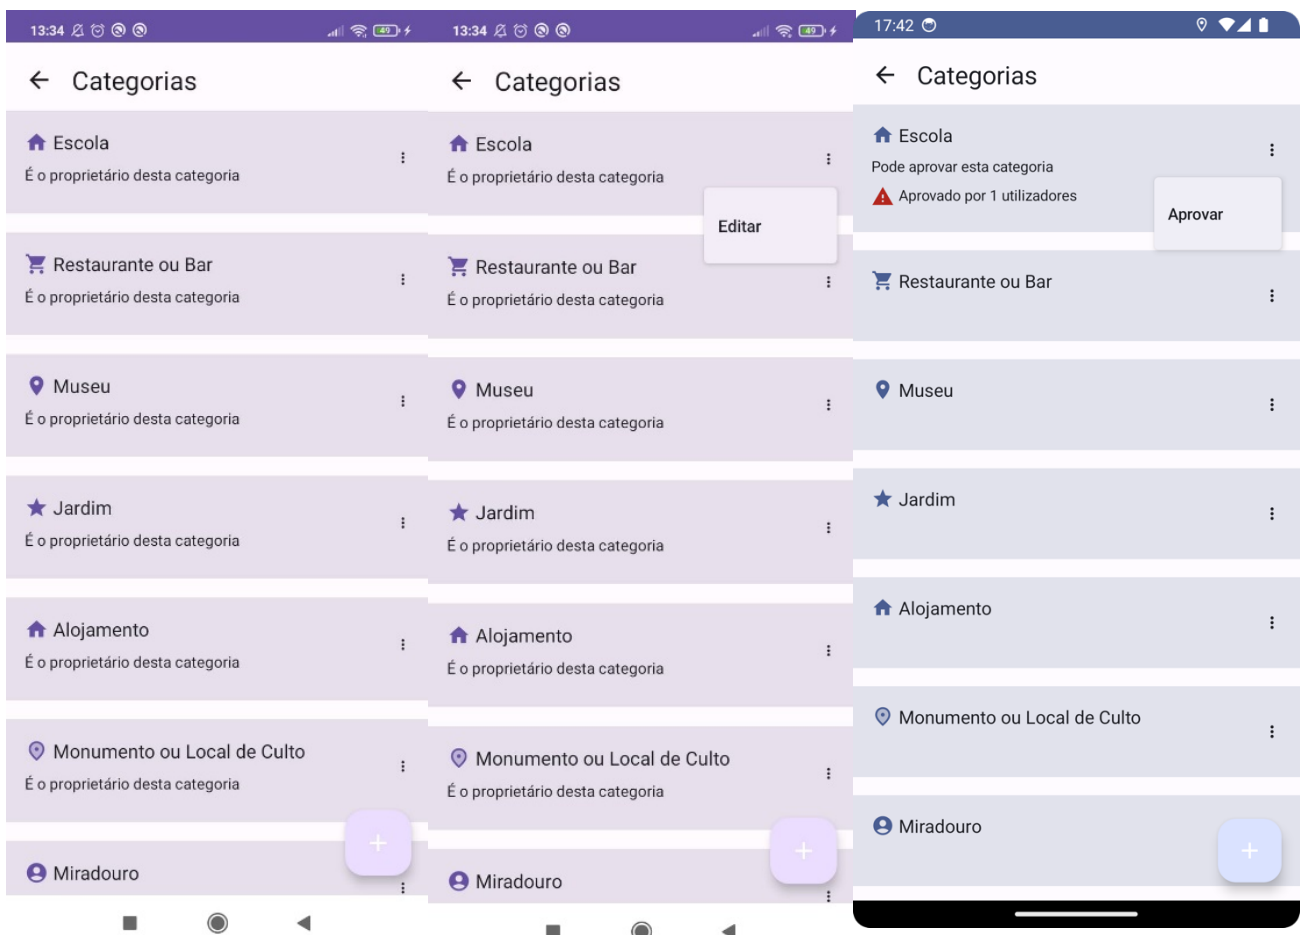 13:34
49
Categorias
Escola
É o proprietário desta categoria
Restaurante ou Bar
É o proprietário desta categoria
Museu
É o proprietário desta categoria
Jardim
É o proprietário desta categoria
Alojamento
É o proprietário desta categoria
Monumento ou Local de Culto
É o proprietário desta categoria
+
Miradouro
13:34
49
Categorias
Escola
É o proprietário desta categoria
Editar
Restaurante ou Bar
É o proprietário desta categoria
Museu
É o proprietário desta categoria
Jardim
É o proprietário desta categoria
Alojamento
É o proprietário desta categoria
Monumento ou Local de Culto
É o proprietário desta categoria
+
Miradouro
17:42
Categorias
Escola
Pode aprovar esta categoria
Aprovado por 1 utilizadores
Aprovar
Restaurante ou Bar
Museu
Jardim
Alojamento
Monumento ou Local de Culto
Miradouro
+